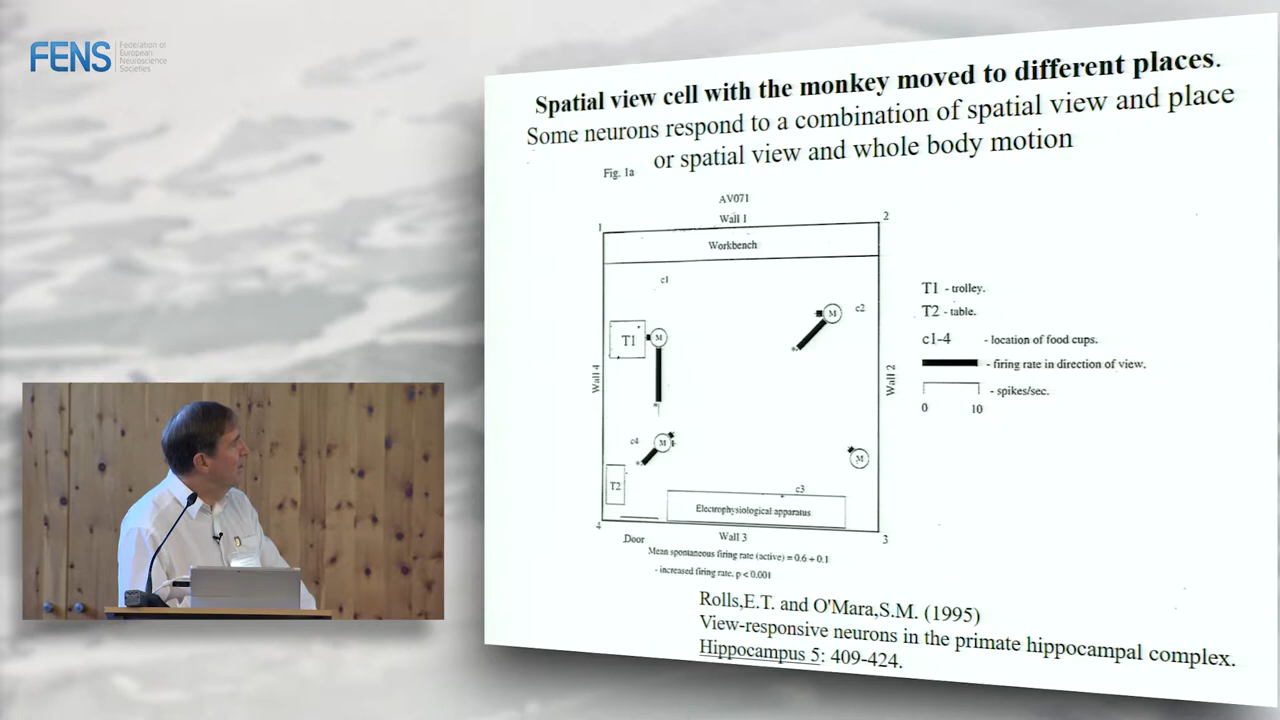 FENS
Federation of
European
Neuroscience
Societies
Spatial view cell with the monkey moved to different places.
Some neurons respond to a combination of spatial view and place
or spatial view and whole body motion
Fig. 1a
AV071
Wall 1
1
2
Workbench
c1
T1 - trolley.
M
c2
T2 - table.
T1
M
c1-4 - location of food cups.
Wall 4
Wall 2
- firing rate in direction of view.
- spikes/sec.
0 10
c4
M
M
T2
c3
Electrophysiological apparatus
4
3
Door
Wall 3
Mean spontaneous firing rate (active) = 0.6 + 0.1
- increased firing rate, p < 0.001
Rolls,E.T. and O'Mara,S.M. (1995)
View-responsive neurons in the primate hippocampal complex.
Hippocampus 5: 409-424.